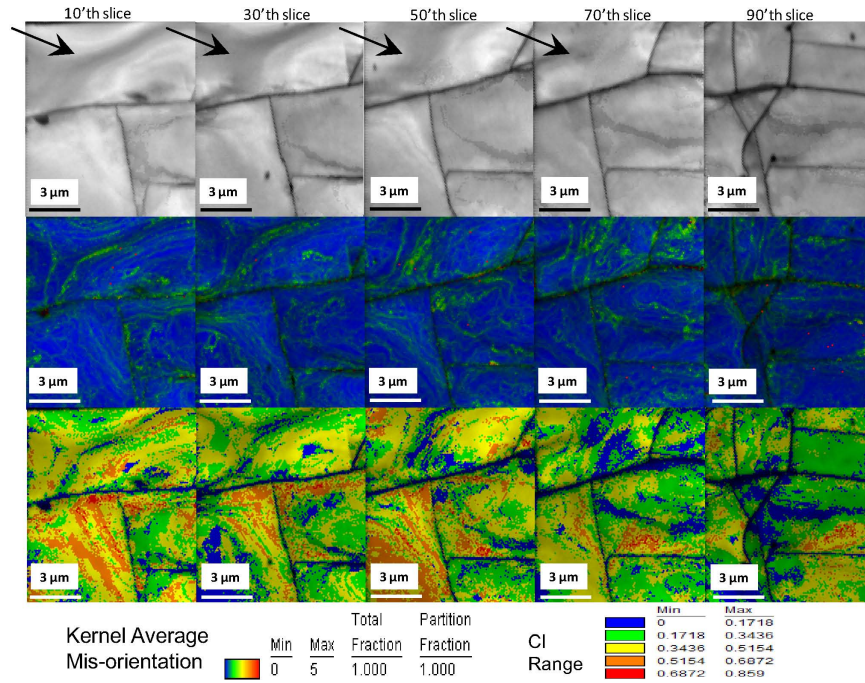 10'th slice 30'th slice 50'th slice 70'th slice 90'th slice
3 µm 3 µm 3 µm 3 µm 3 µm
3 µm 3 µm 3 µm 3 µm 3 µm
3 µm 3 µm 3 µm 3 µm 3 µm
Kernel Average
Mis-orientation
Total Partition
Min Max Fraction Fraction
0 5 1.000 1.000
CI
Range
Min Max
0 0.1718
0.1718 0.3436
0.3436 0.5154
0.5154 0.6872
0.6872 0.859